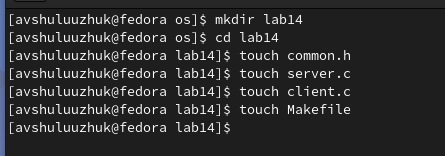 [avshuluuzhuk@fedora os]$ mkdir lab14
[avshuluuzhuk@fedora os]$ cd lab14
[avshuluuzhuk@fedora lab14]$ touch common.h
[avshuluuzhuk@fedora lab14]$ touch server.c
[avshuluuzhuk@fedora lab14]$ touch client.c
[avshuluuzhuk@fedora lab14]$ touch Makefile
[avshuluuzhuk@fedora lab14]$